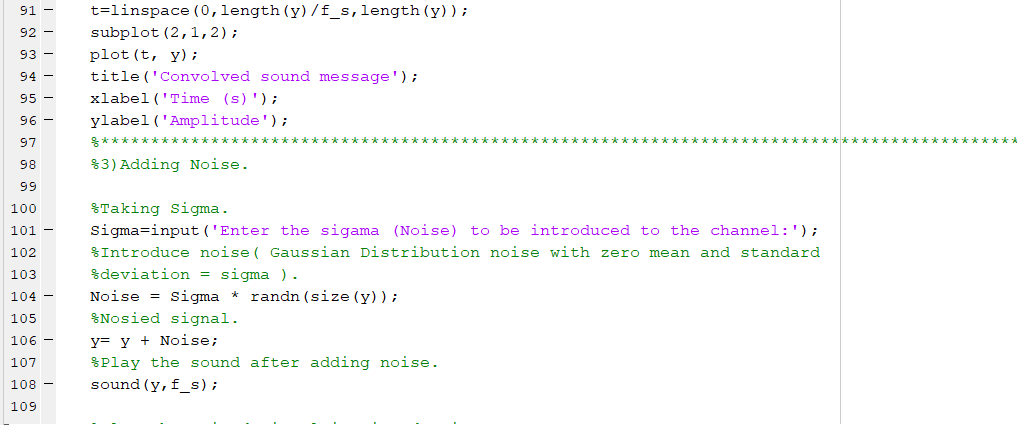 91 – t=linspace(0,length(y)/f_s,length(y));
92 – subplot(2,1,2);
93 – plot(t, y);
94 – title('Convolved sound message');
95 – xlabel('Time (s)');
96 – ylabel('Amplitude');
97 %*********************************************************************************************
98 %3)Adding Noise.
99
100 %Taking Sigma.
101 – Sigma=input('Enter the sigama (Noise) to be introduced to the channel:');
102 %Introduce noise( Gaussian Distribution noise with zero mean and standard
103 %deviation = sigma ).
104 – Noise = Sigma * randn(size(y));
105 %Nosied signal.
106 – y= y + Noise;
107 %Play the sound after adding noise.
108 – sound(y,f_s);
109